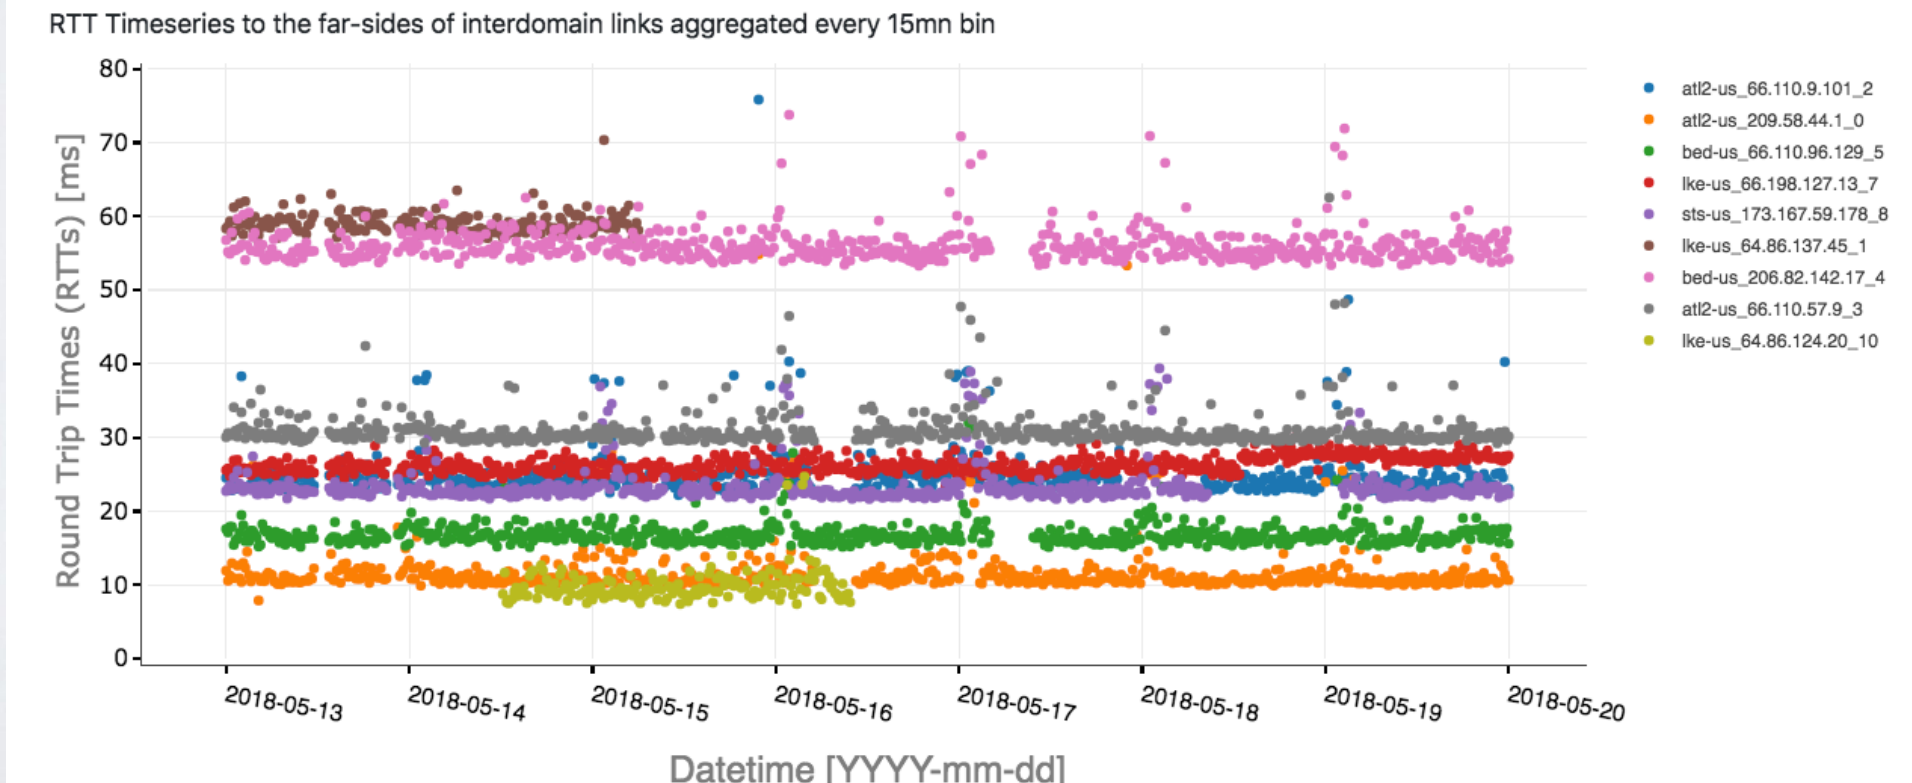 RTT Timeseries to the far-sides of interdomain links aggregated every 15mn bin
Round Trip Times (RTTs) [ms]
80
70
60
50
40
30
20
10
0
2018-05-13
2018-05-14
2018-05-15
2018-05-16
2018-05-17
2018-05-18
2018-05-19
2018-05-20
Datetime [YYYY-mm-dd]
atl2-us_66.110.9.101_2
atl2-us_209.58.44.1_0
bed-us_66.110.96.129_5
lke-us_66.198.127.13_7
sts-us_173.167.59.178_8
lke-us_64.86.137.45_1
bed-us_206.82.142.17_4
atl2-us_66.110.57.9_3
lke-us_64.86.124.20_10